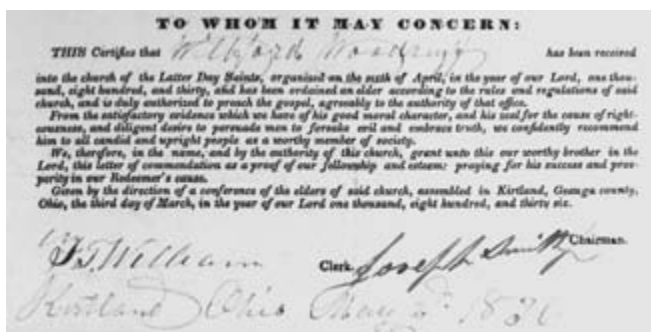 TO WHOM IT MAY CONCERN:
THIS Certifies that Wilford Woodruff has been received
into the church of the Latter Day Saints, organized on the sixth of April, in the year of our Lord, one thou-
sand, eight hundred, and thirty, and has been ordained an elder according to the rules and regulations of said
church, and is duly authorized to preach the gospel, agreeably to the authority of that office.
From the satisfactory evidence which we have of his good moral character, and his zeal for the cause of right-
eousness, and diligent desire to persuade men to forsake evil and embrace truth, we confidently recommend
him to all candid and upright people as a worthy member of society.
We, therefore, in the name, and by the authority of this church, grant unto this our worthy brother in the
Lord, this letter of commendation as a proof of our fellowship and esteem: praying for his success and pros-
perity in our Redeemer's cause.
Given by the direction of a conference of the elders of said church, assembled in Kirtland, Geauga county,
Ohio, the third day of March, in the year of our Lord one thousand, eight hundred, and thirty six.
Joseph Smith Chairman.
William Clerk.
Kirtland Ohio 1836